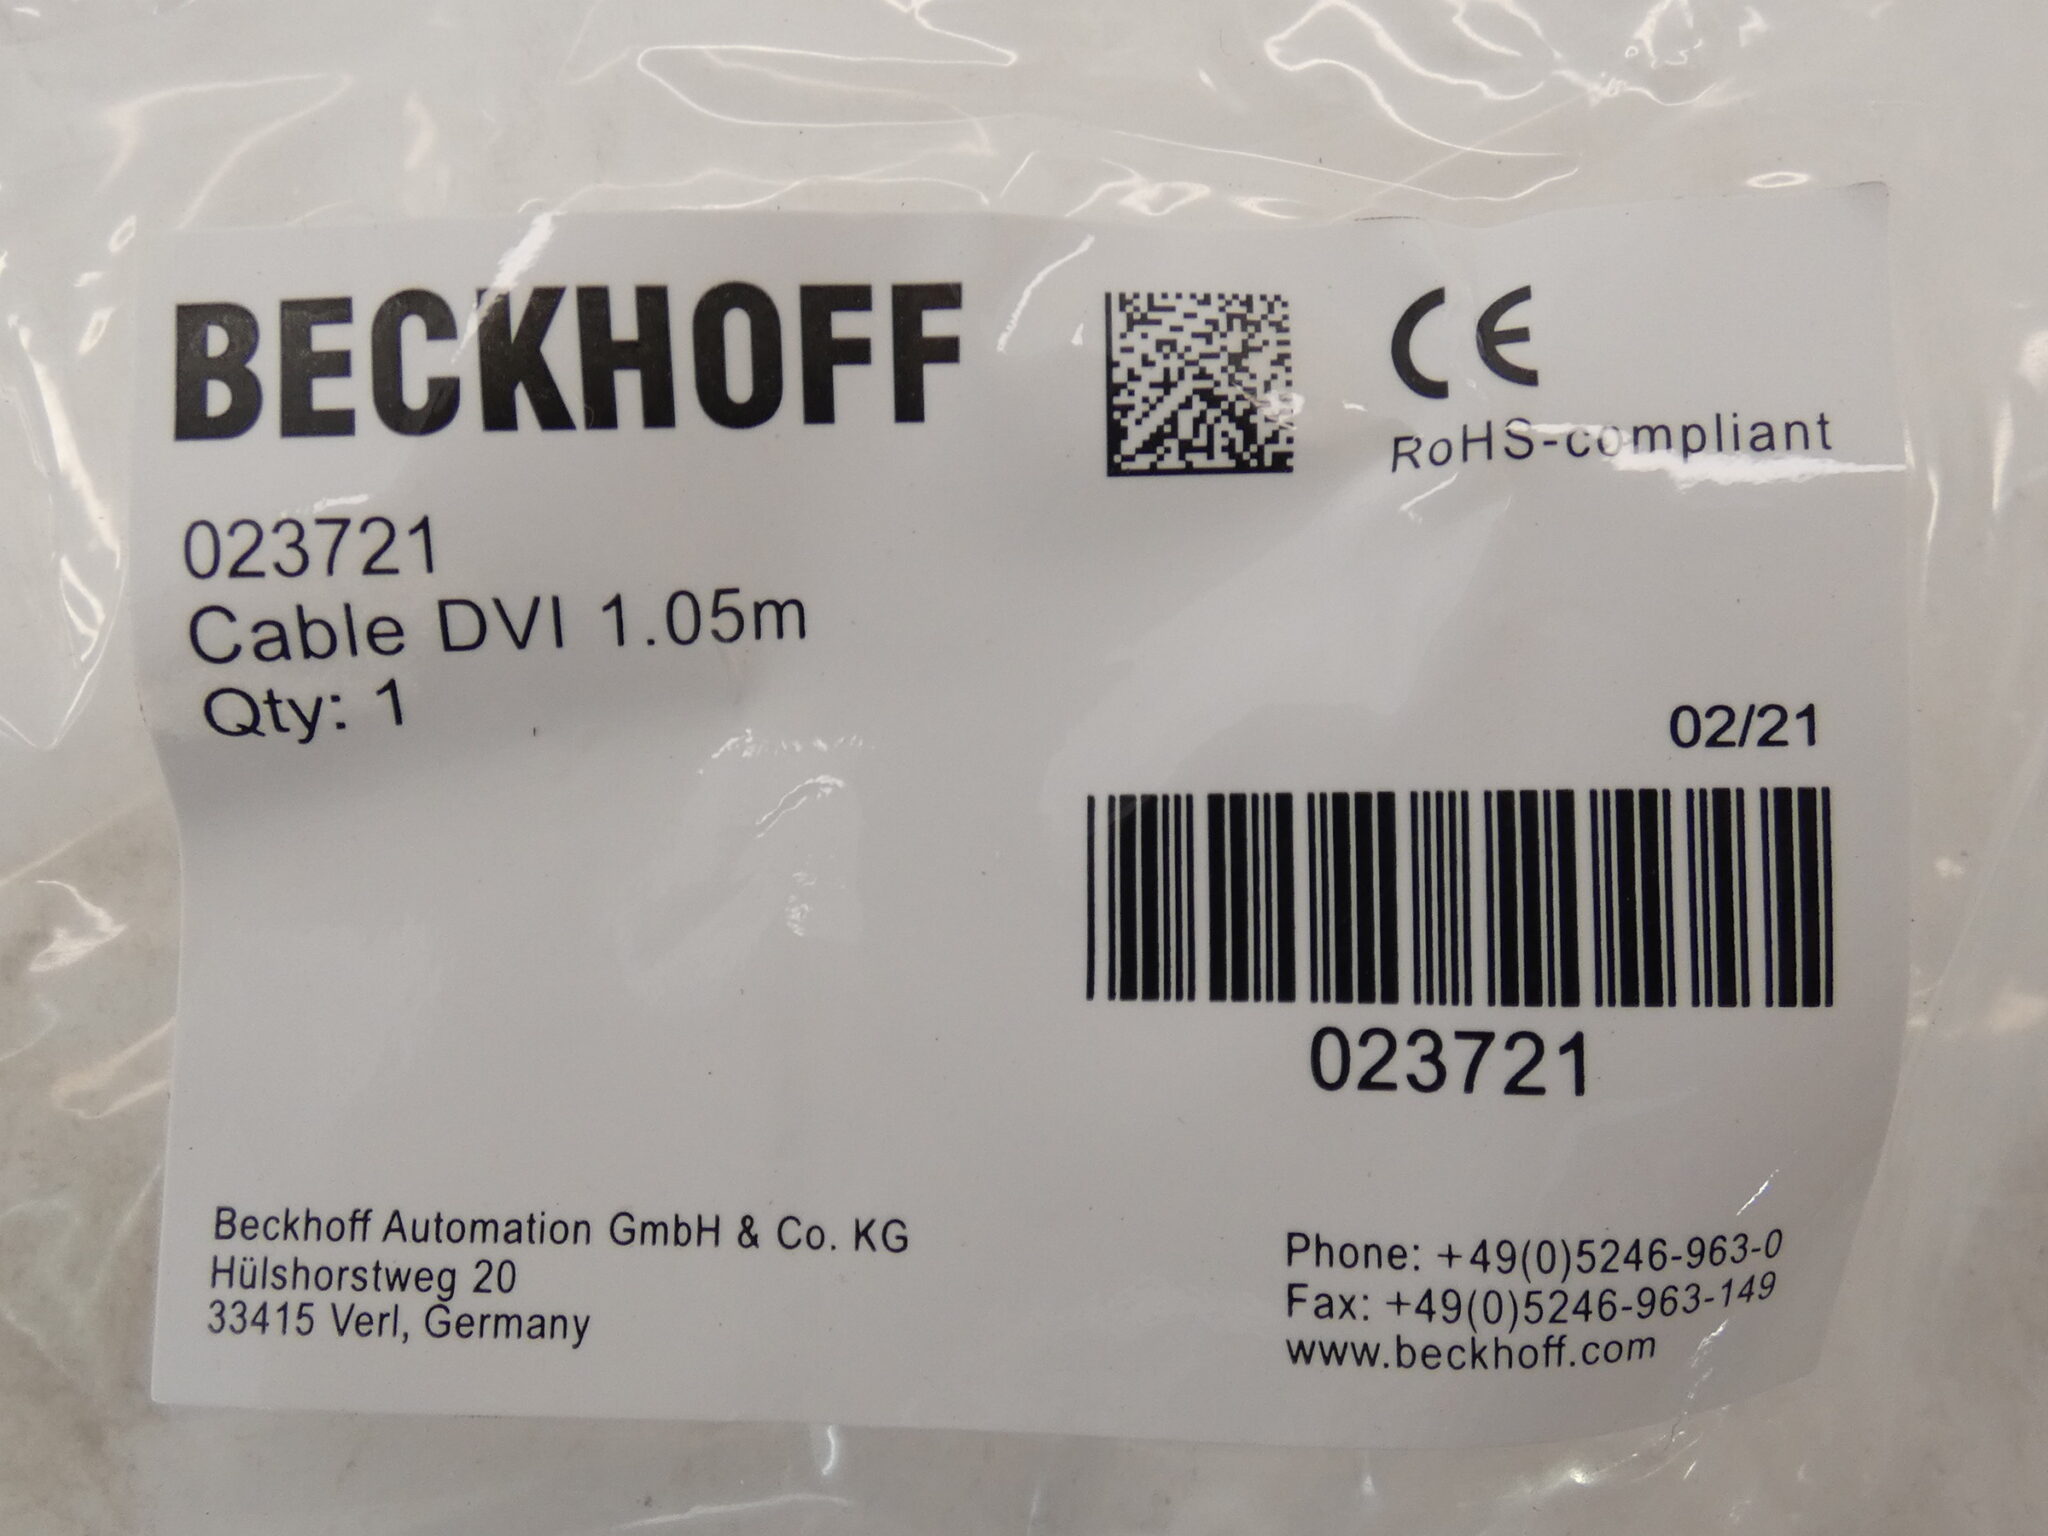 BECKHOFF
CE
RoHS-compliant
023721
Cable DVI 1.05m
Qty: 1
02/21
023721
Beckhoff Automation GmbH & Co. KG
Hülshorstweg 20
33415 Verl, Germany
Phone: +49(0)5246-963-0
Fax: +49(0)5246-963-149
www.beckhoff.com